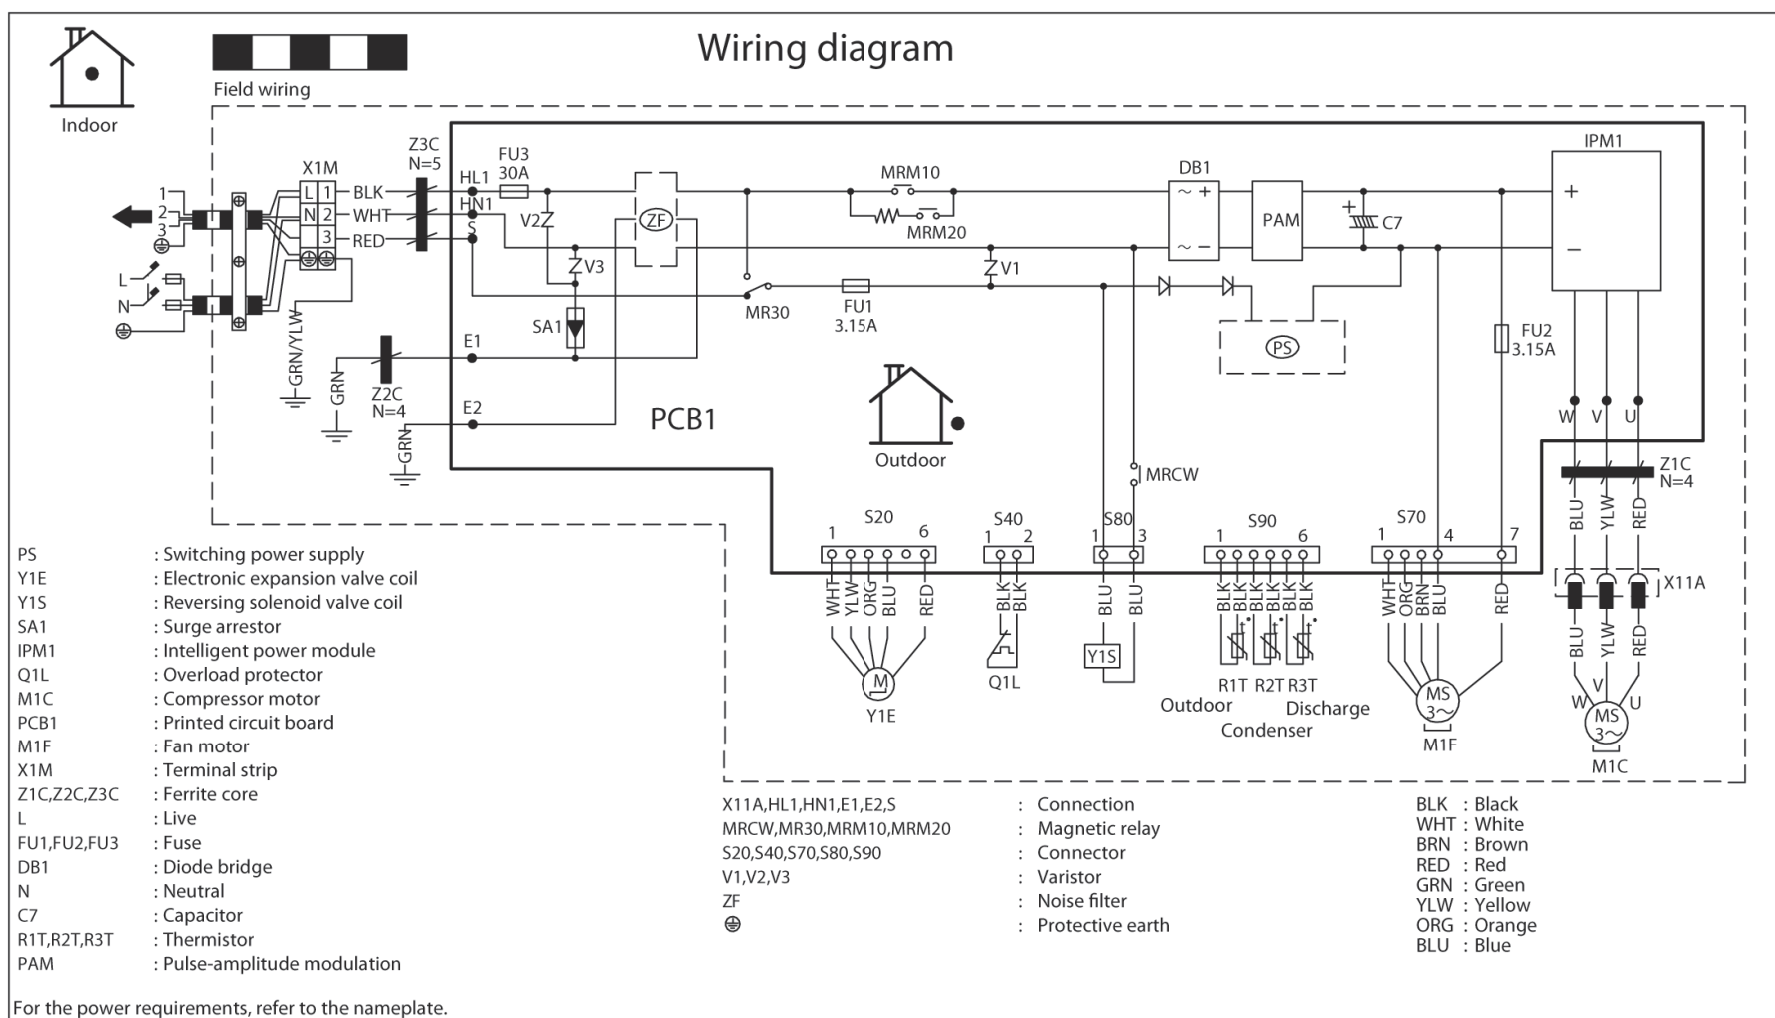 Wiring diagram
Indoor
Field wiring
X1M
Z3C
N=5
FU3
30A
HL1
HN1
S
1
2
3
L 1
N 2
3
BLK
WHT
RED
L
N
V2
ZF
V3
SA1
E1
E2
GRN/YLW
GRN
Z2C
N=4
GRN
PCB1
MRM10
MRM20
MR30
FU1
3.15A
V1
DB1
~ +
~ −
PAM
+
C7
IPM1
+
−
PS
FU2
3.15A
W V U
Outdoor
MRCW
Z1C
N=4
BLU YLW RED
X11A
BLU YLW RED
W V U
MS
3~
M1C
S20
1 6
WHT YLW ORG BLU RED
M
Y1E
S40
1 2
BLK BLK
Q1L
S80
1 3
BLU BLU
Y1S
S90
1 6
BLK BLK BLK BLK BLK BLK
t° t° t°
R1T R2T R3T
Outdoor
Condenser
Discharge
S70
1 4 7
WHT ORG BRN BLU RED
MS
3~
M1F
PS : Switching power supply
Y1E : Electronic expansion valve coil
Y1S : Reversing solenoid valve coil
SA1 : Surge arrestor
IPM1 : Intelligent power module
Q1L : Overload protector
M1C : Compressor motor
PCB1 : Printed circuit board
M1F : Fan motor
X1M : Terminal strip
Z1C,Z2C,Z3C : Ferrite core
L : Live
FU1,FU2,FU3 : Fuse
DB1 : Diode bridge
N : Neutral
C7 : Capacitor
R1T,R2T,R3T : Thermistor
PAM : Pulse-amplitude modulation
X11A,HL1,HN1,E1,E2,S : Connection
MRCW,MR30,MRM10,MRM20 : Magnetic relay
S20,S40,S70,S80,S90 : Connector
V1,V2,V3 : Varistor
ZF : Noise filter
: Protective earth
BLK : Black
WHT : White
BRN : Brown
RED : Red
GRN : Green
YLW : Yellow
ORG : Orange
BLU : Blue
For the power requirements, refer to the nameplate.